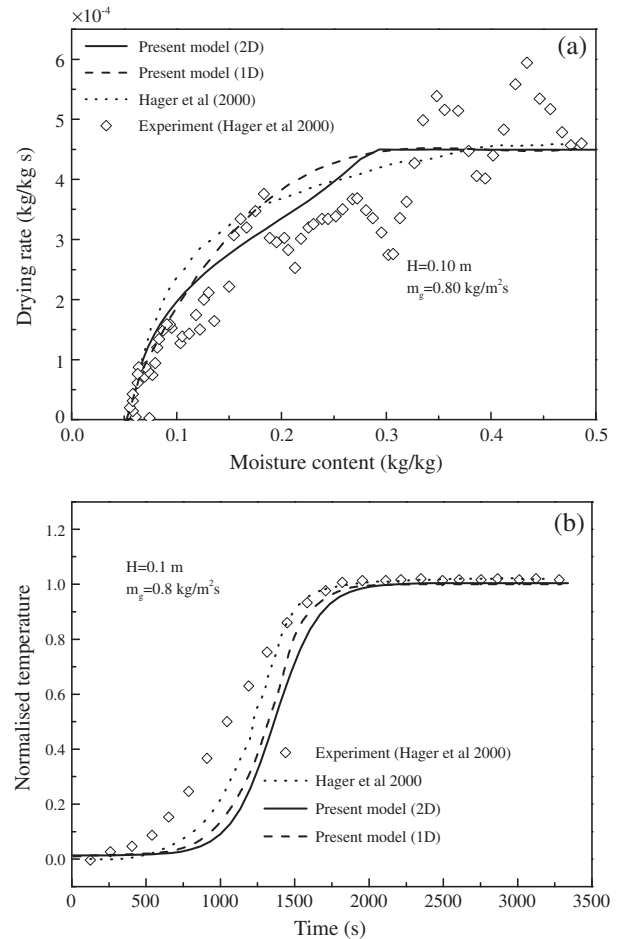 ×10⁻⁴
(a)
Present model (2D)
Present model (1D)
Hager et al (2000)
Experiment (Hager et al 2000)
6
5
4
3
2
1
0
Drying rate (kg/kg s)
H=0.10 m
m_g=0.80 kg/m²s
0.0 0.1 0.2 0.3 0.4 0.5
Moisture content (kg/kg)
(b)
H=0.1 m
m_g=0.8 kg/m²s
1.2
1.0
0.8
0.6
0.4
0.2
0.0
Normalised temperature
Experiment (Hager et al 2000)
Hager et al 2000
Present model (2D)
Present model (1D)
0 500 1000 1500 2000 2500 3000 3500
Time (s)